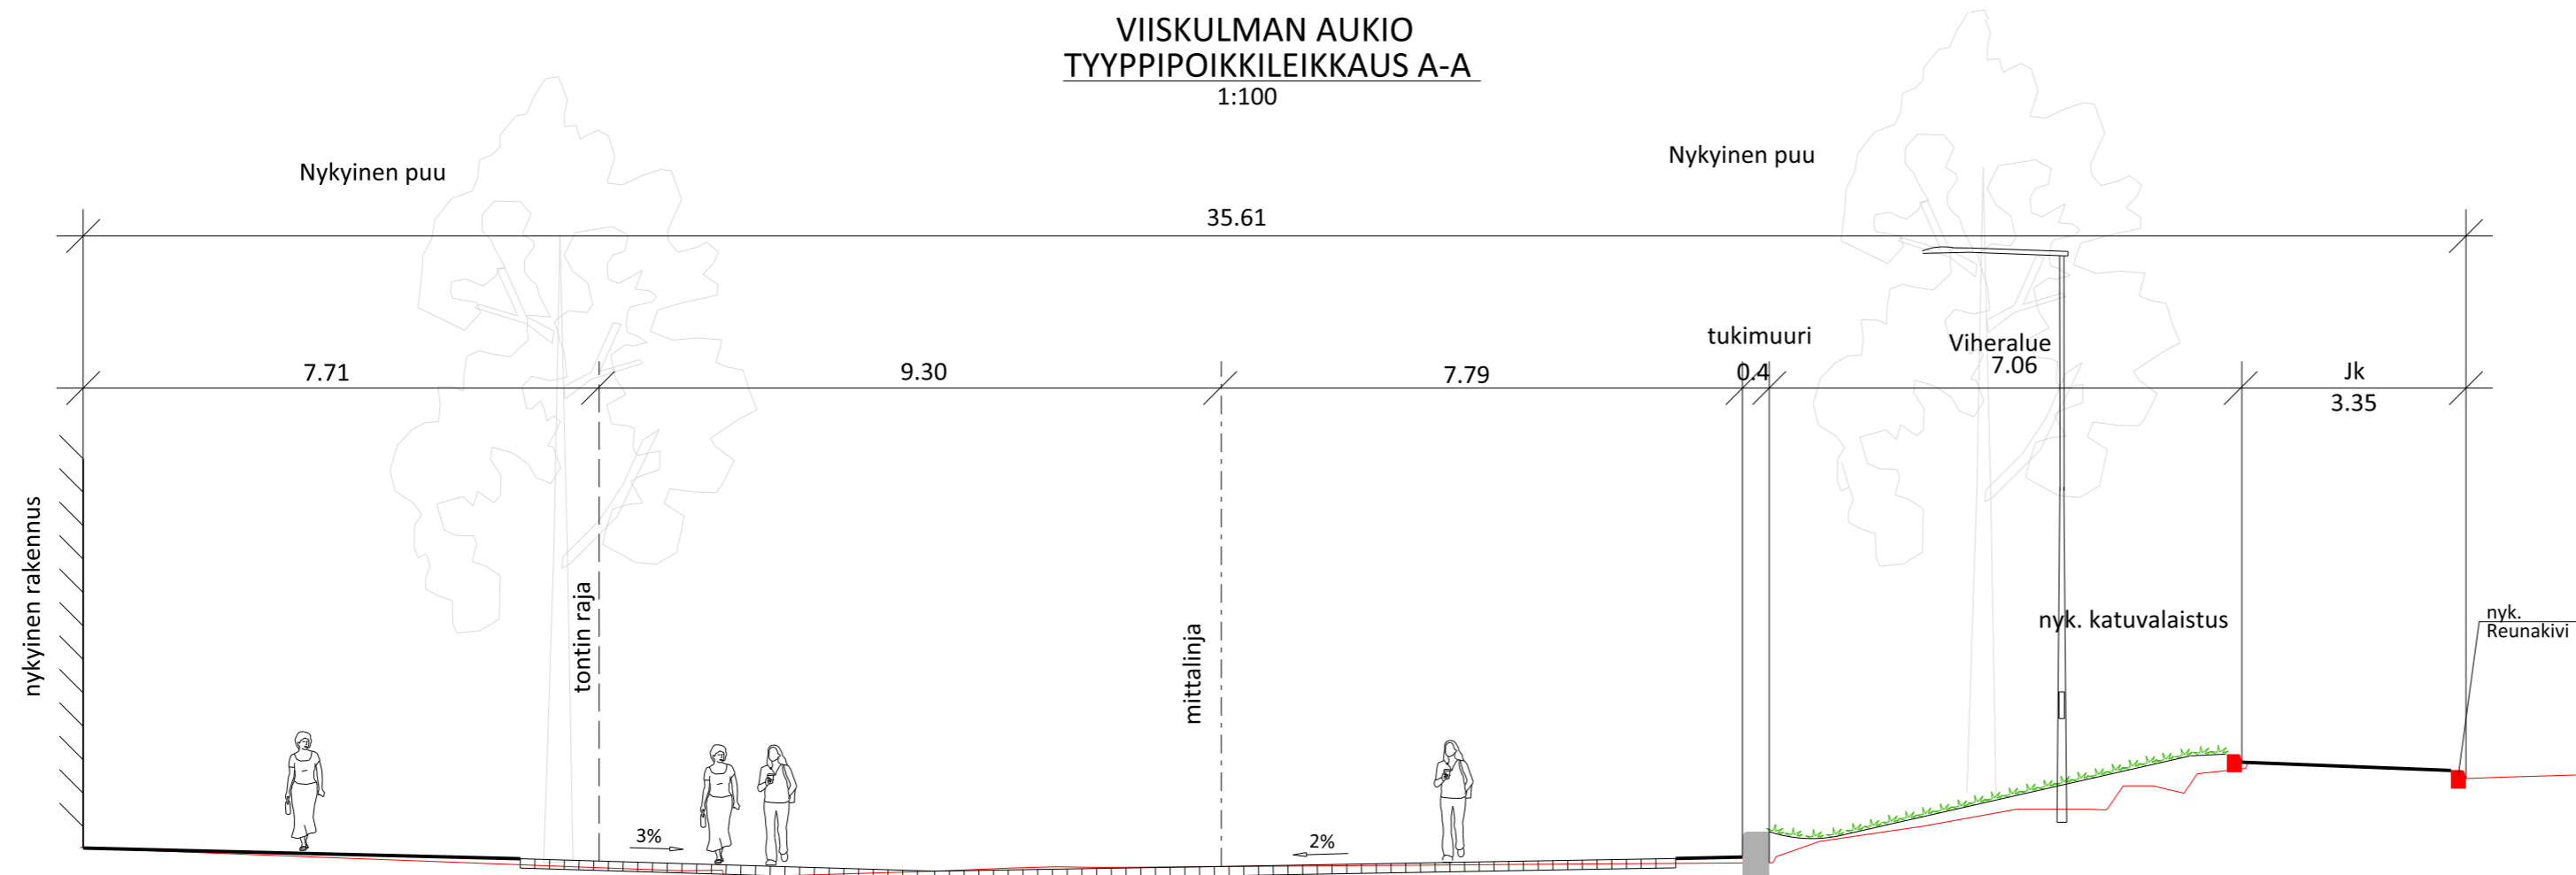 VIISKULMAN AUKIO
TYYPPIPOIKKILEIKKAUS A-A
1:100
Nykyinen puu
Nykyinen puu
35.61
tukimuuri
Viheralue
7.71
9.30
7.79
0.4
7.06
Jk
3.35
nykyinen rakennus
tontin raja
mittalinja
nyk. katuvalaistus
nyk.
Reunakivi
3%
2%